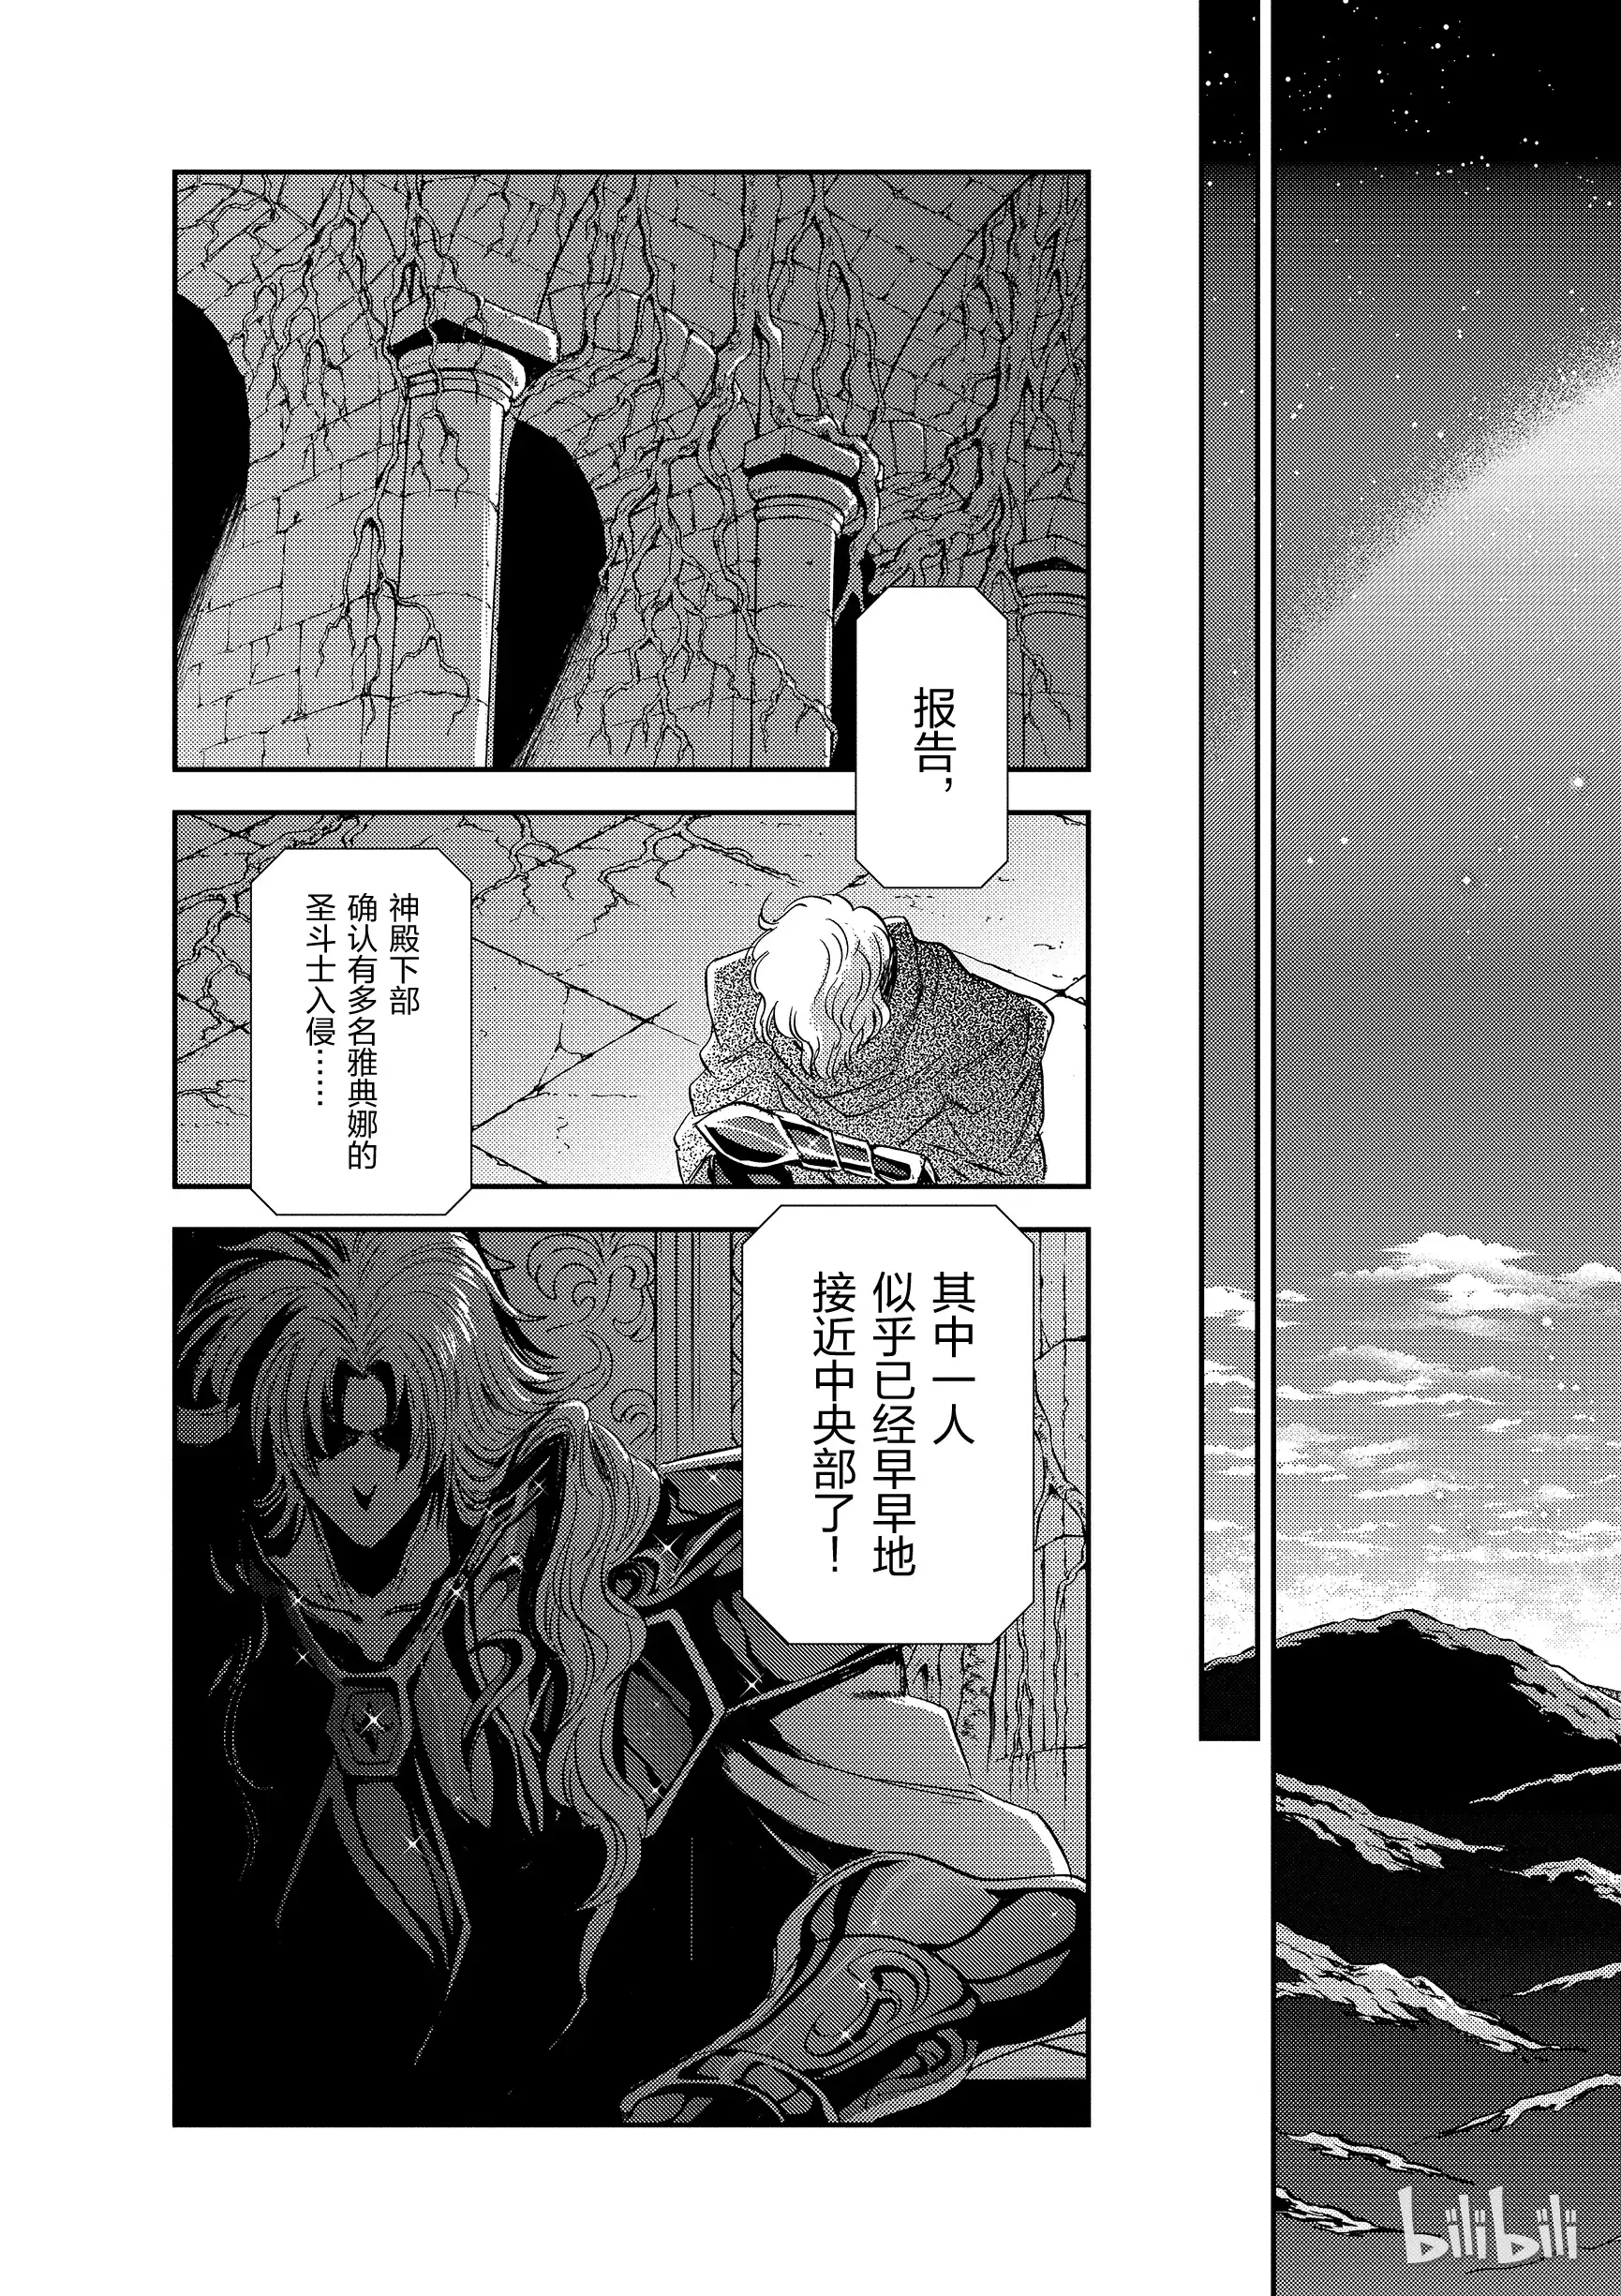 报告，
神殿下部
确认有多名雅典娜的
圣斗士入侵……
其中一人
似乎已经早早地
接近中央部了！
bilibili